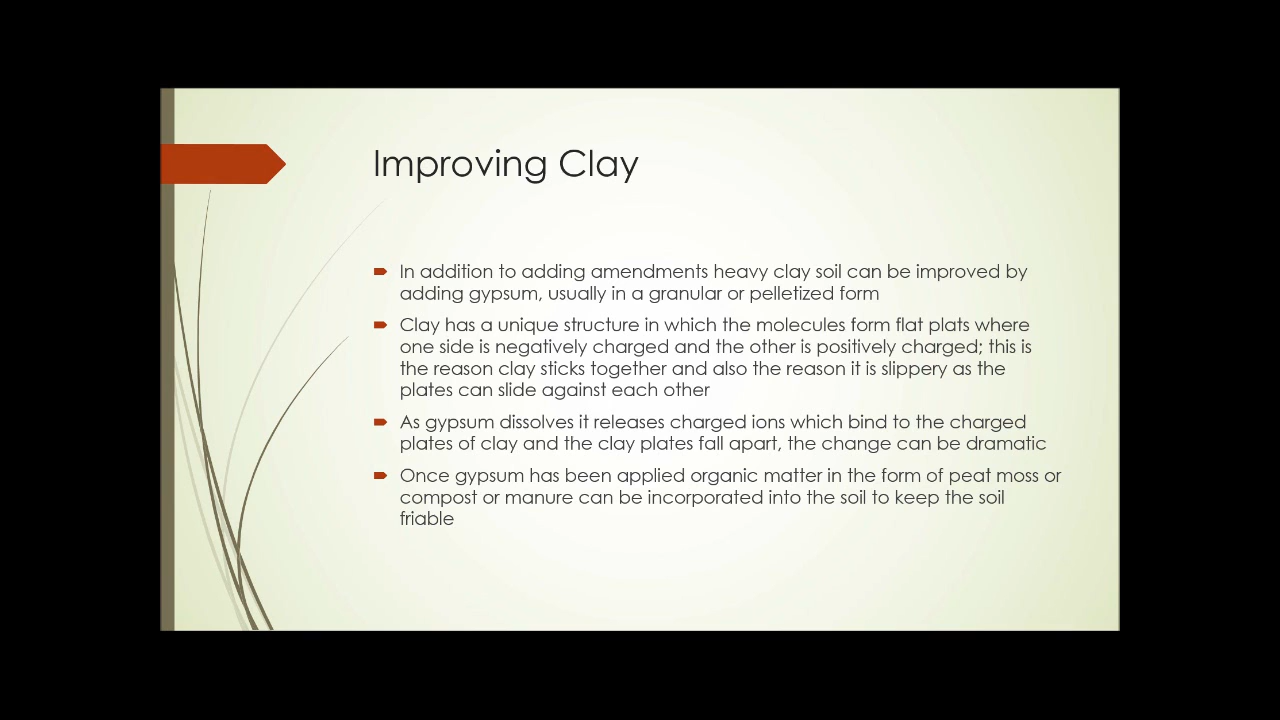 Improving Clay
In addition to adding amendments heavy clay soil can be improved by
adding gypsum, usually in a granular or pelletized form
Clay has a unique structure in which the molecules form flat plats where
one side is negatively charged and the other is positively charged; this is
the reason clay sticks together and also the reason it is slippery as the
plates can slide against each other
As gypsum dissolves it releases charged ions which bind to the charged
plates of clay and the clay plates fall apart, the change can be dramatic
Once gypsum has been applied organic matter in the form of peat moss or
compost or manure can be incorporated into the soil to keep the soil
friable